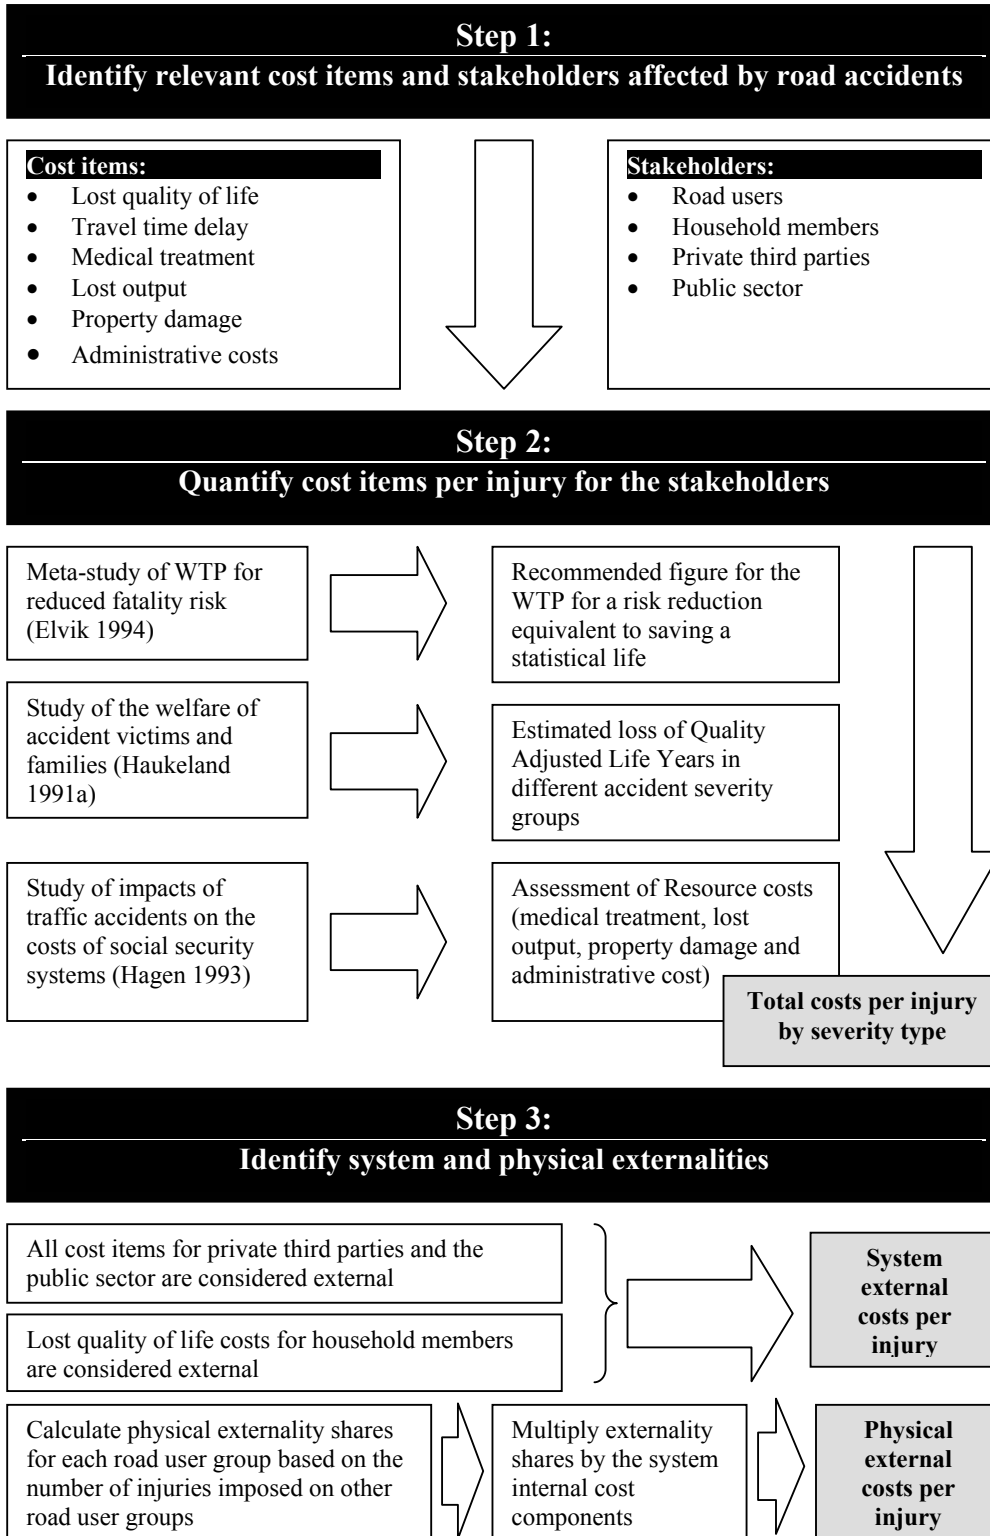 Step 1:
Identify relevant cost items and stakeholders affected by road accidents
Cost items:
• Lost quality of life
• Travel time delay
• Medical treatment
• Lost output
• Property damage
• Administrative costs
Stakeholders:
• Road users
• Household members
• Private third parties
• Public sector
Step 2:
Quantify cost items per injury for the stakeholders
Meta-study of WTP for
reduced fatality risk
(Elvik 1994)
Recommended figure for the
WTP for a risk reduction
equivalent to saving a
statistical life
Study of the welfare of
accident victims and
families (Haukeland
1991a)
Estimated loss of Quality
Adjusted Life Years in
different accident severity
groups
Study of impacts of
traffic accidents on the
costs of social security
systems (Hagen 1993)
Assessment of Resource costs
(medical treatment, lost
output, property damage and
administrative cost)
Total costs per injury
by severity type
Step 3:
Identify system and physical externalities
All cost items for private third parties and the
public sector are considered external
Lost quality of life costs for household members
are considered external
System
external
costs per
injury
Calculate physical externality shares
for each road user group based on the
number of injuries imposed on other
road user groups
Multiply externality
shares by the system
internal cost
components
Physical
external
costs per
injury